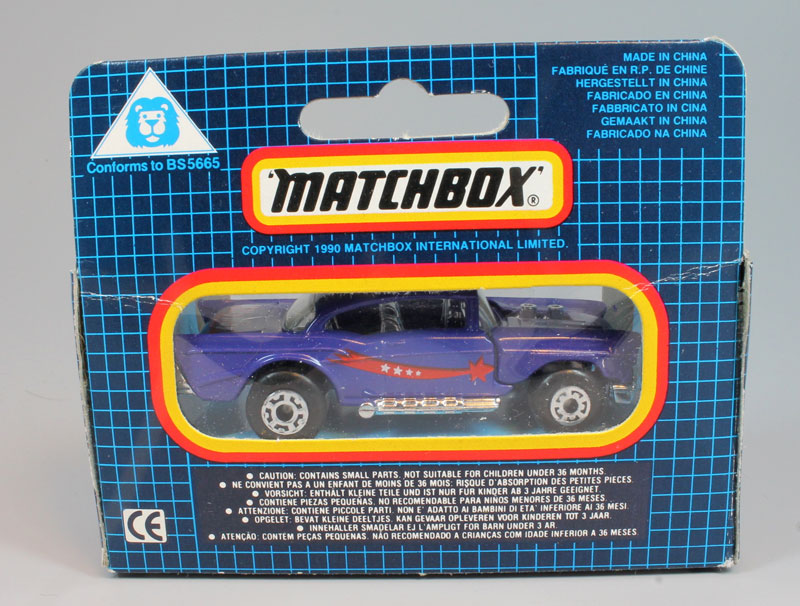 MADE IN CHINA
FABRIQUÉ EN R.P. DE CHINE
HERGESTELLT IN CHINA
FABRICADO EN CHINA
FABBRICATO IN CINA
GEMAAKT IN CHINA
FABRICADO NA CHINA
Conforms to BS5665
'MATCHBOX'®
COPYRIGHT 1990 MATCHBOX INTERNATIONAL LIMITED.
● CAUTION: CONTAINS SMALL PARTS, NOT SUITABLE FOR CHILDREN UNDER 36 MONTHS.
● NE CONVIENT PAS A UN ENFANT DE MOINS DE 36 MOIS: RISQUE D'ABSORPTION DES PETITES PIECES.
● VORSICHT: ENTHÄLT KLEINE TEILE UND IST NUR FÜR KINDER AB 3 JAHRE GEEIGNET.
● CONTIENE PIEZAS PEQUEÑAS. NO RECOMENDABLE PARA NIÑOS MENORES DE 36 MESES.
● ATTENZIONE: CONTIENE PICCOLE PARTI. NON E' ADATTO AI BAMBINI DI ETA' INFERIORE AI 36 MESI.
● OPGELET: BEVAT KLEINE DEELTJES. KAN GEVAAR OPLEVEREN VOOR KINDEREN TOT 3 JAAR.
● INNEHALLER SMADELAR EJ LAMPLIGT FOR BARN UNDER 3 AR.
● ATENÇÃO: CONTEM PEÇAS PEQUENAS. NÃO RECOMENDADO A CRIANÇAS COM IDADE INFERIOR A 36 MESES.
CE